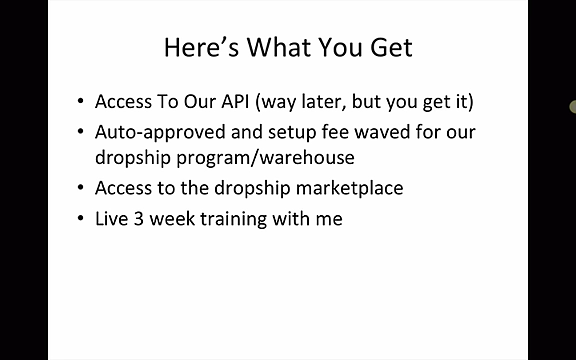 Here’s What You Get
• Access To Our API (way later, but you get it)
• Auto-approved and setup fee waved for our
dropship program/warehouse
• Access to the dropship marketplace
• Live 3 week training with me